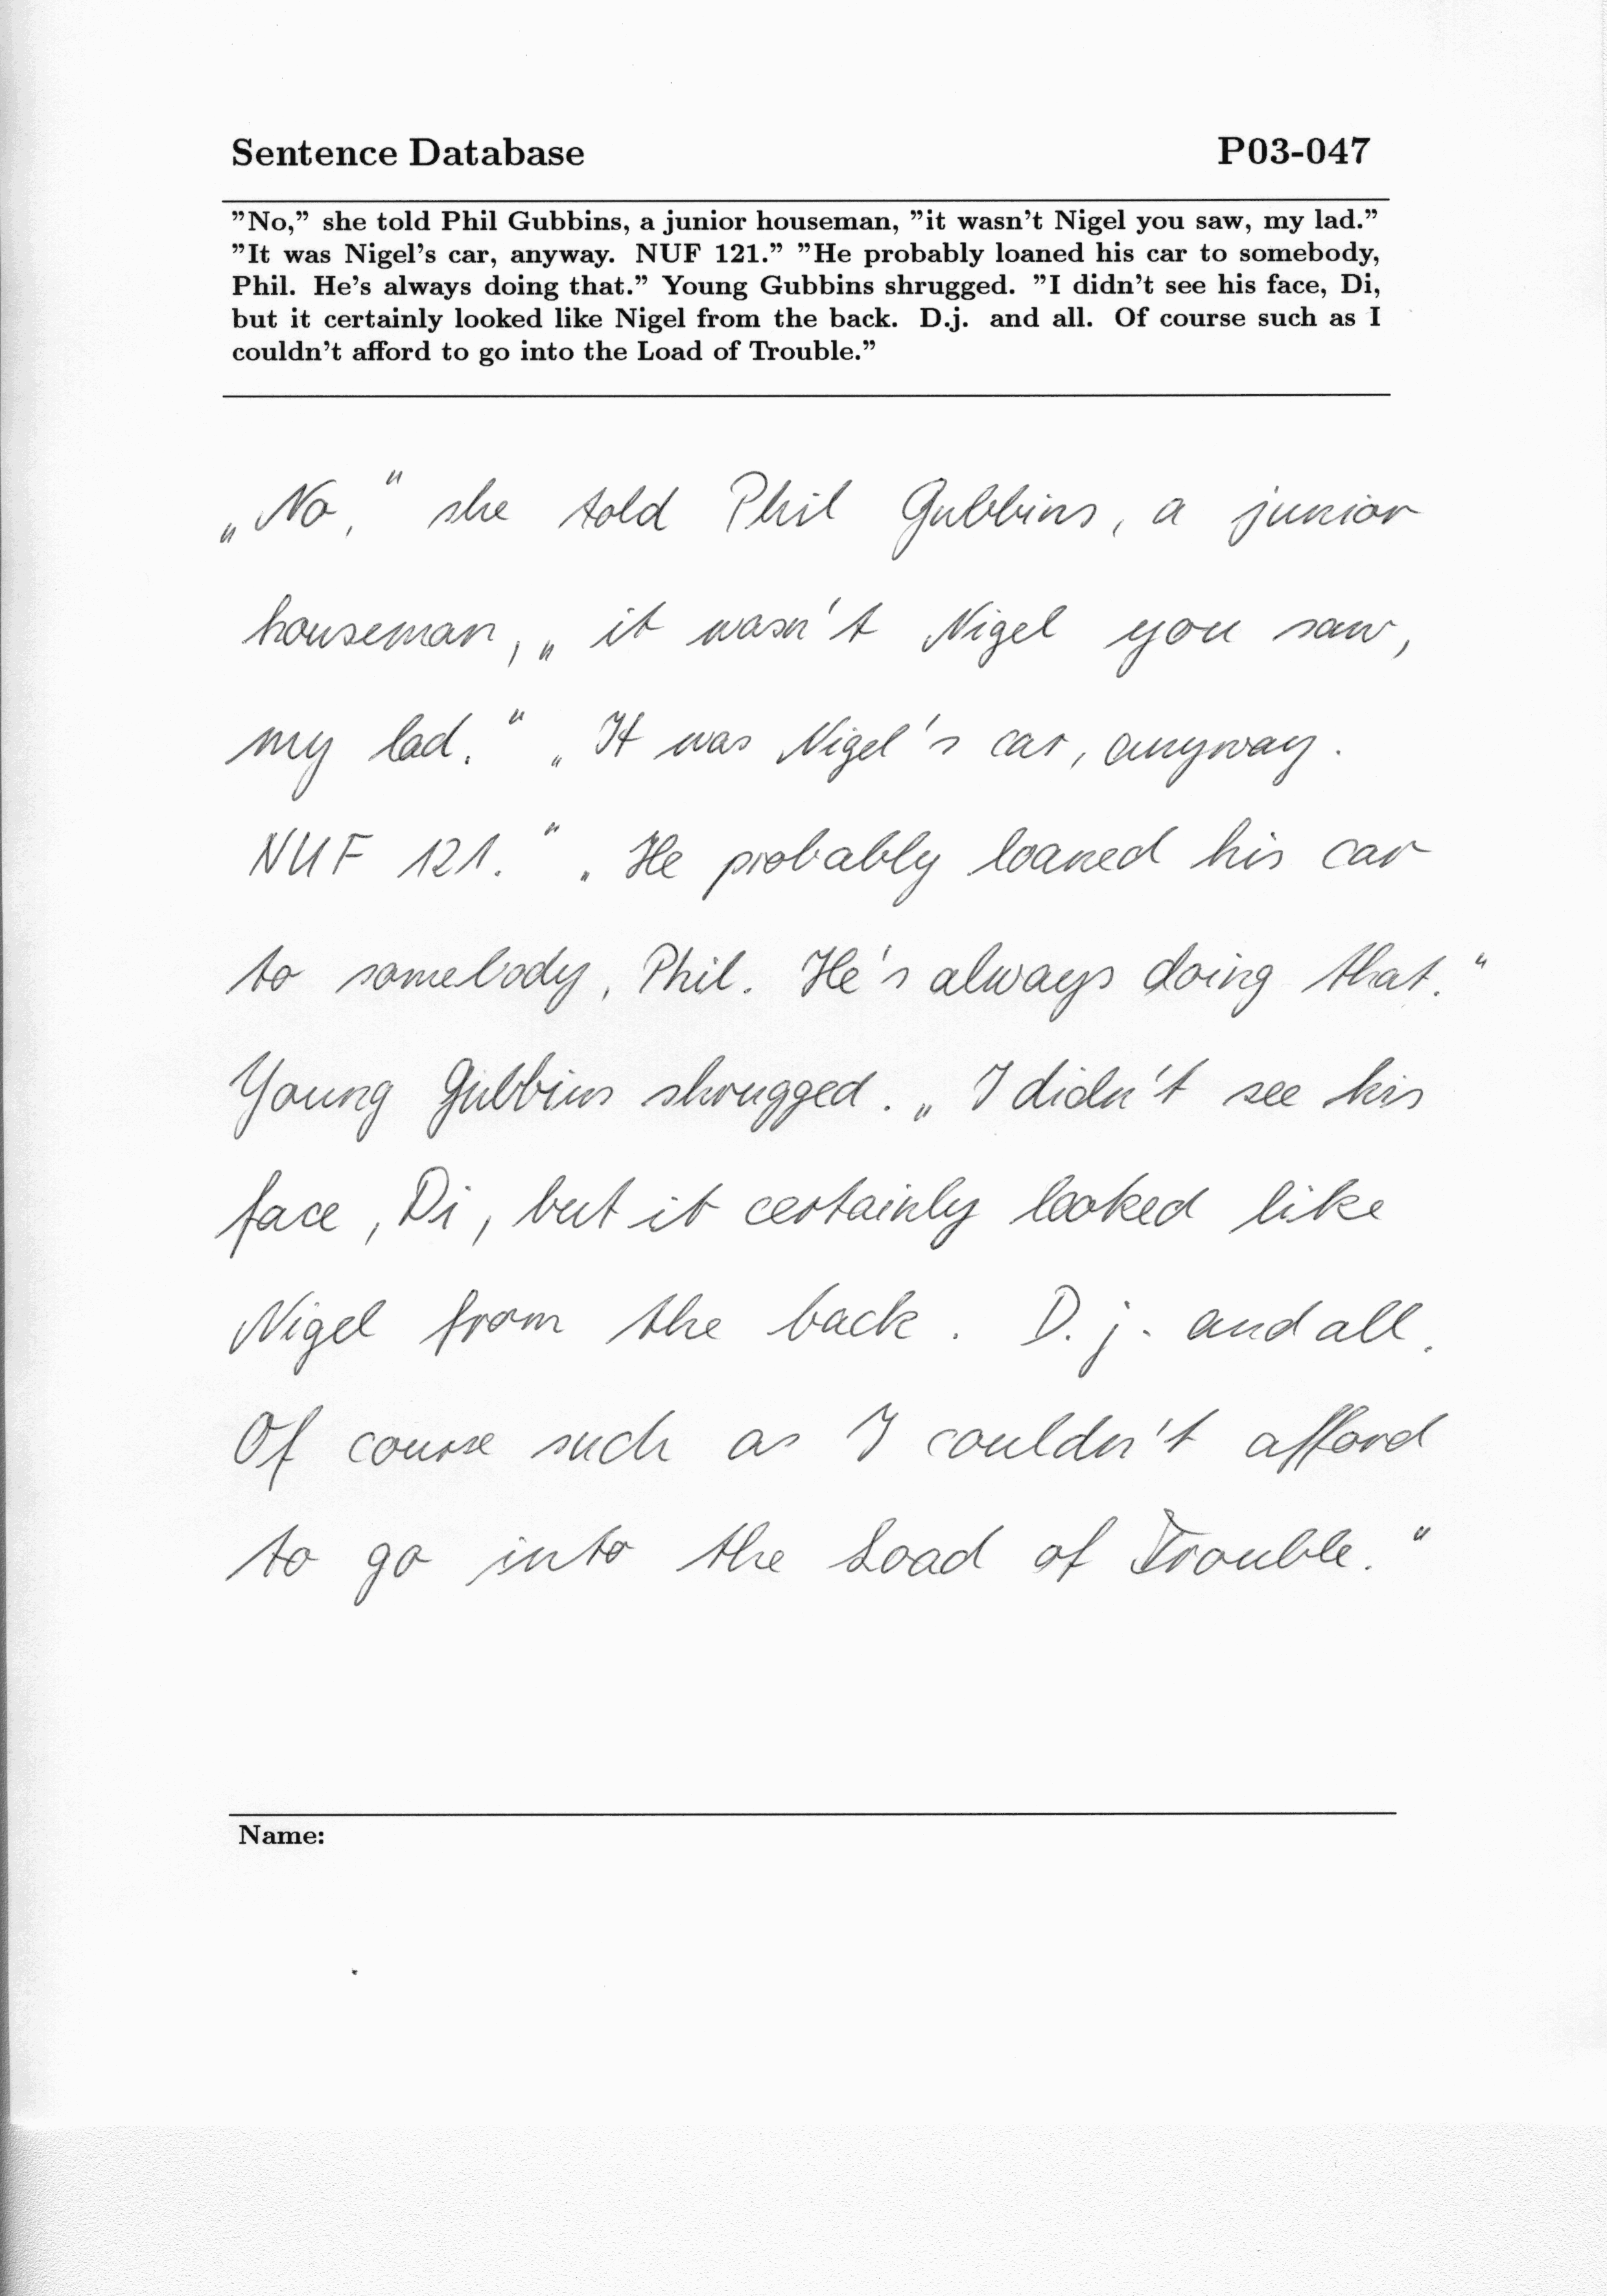 Sentence Database P03-047
”No,” she told Phil Gubbins, a junior houseman, ”it wasn’t Nigel you saw, my lad.”
”It was Nigel’s car, anyway. NUF 121.” ”He probably loaned his car to somebody,
Phil. He’s always doing that.” Young Gubbins shrugged. ”I didn’t see his face, Di,
but it certainly looked like Nigel from the back. D.j. and all. Of course such as I
couldn’t afford to go into the Load of Trouble.”
„No,“ she told Phil Gubbins, a junior
houseman, „it wasn't Nigel you saw,
my lad.“ „It was Nigel's car, anyway.
NUF 121.“ „He probably loaned his car
to somebody, Phil. He's always doing that.“
Young Gubbins shrugged. „I didn't see his
face, Di, but it certainly looked like
Nigel from the back. D.j. and all.
Of course such as I couldn't afford
to go into the Load of Trouble.“
Name: